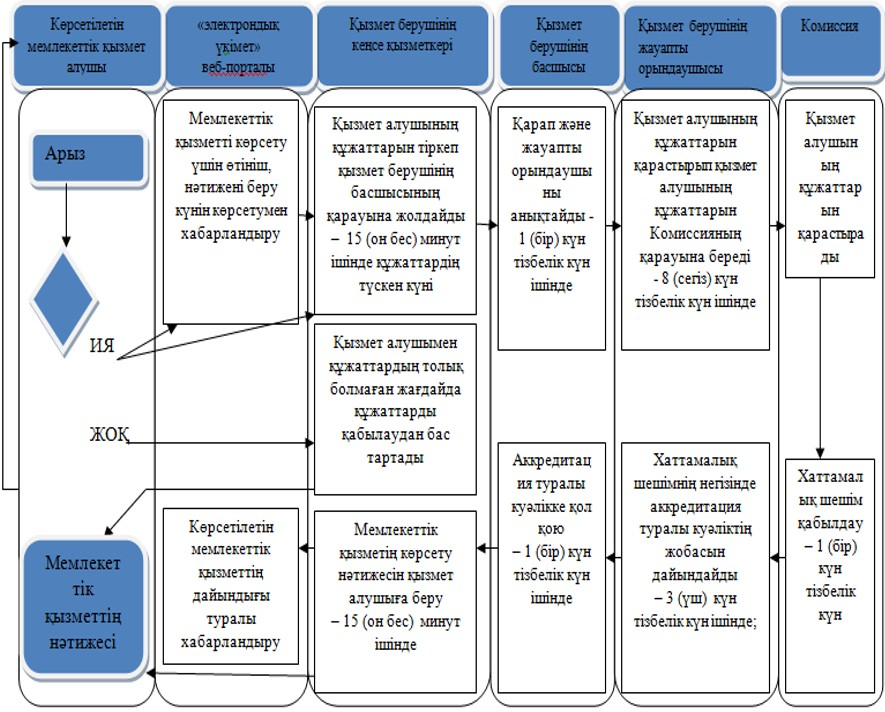 Көрсетілетін
мемлекеттік қызмет
алушы
«электрондық
үкімет»
веб-порталы
Қызмет берушінің
кеңсе қызметкері
Қызмет
берушінің
басшысы
Қызмет берушінің
жауапты
орындаушысы
Комиссия
Арыз
ИЯ
ЖОҚ
Мемлекет
тік
қызметтің
нәтижесі
Мемлекеттік
қызметті көрсету
үшін өтініш,
нәтижені беру
күнін көрсетумен
хабарландыру
Көрсетілетін
мемлекеттік
қызметтің
дайындығы
туралы
хабарландыру
Қызмет алушының
құжаттарын тіркеп
қызмет берушінің
басшысының
қарауына жолдайды
– 15 (он бес) минут
ішінде құжаттардің
түскен күні
Қызмет алушымен
құжаттардың толық
болмаған жағдайда
құжаттарды
қабылаудан бас
тартады
Мемлекеттік
қызметің көрсету
нәтижесін қызмет
алушыға беру
– 15 (он бес) минут
ішінде
Қарап және
жауапты
орындаушы
ны
анықтайды -
1 (бір) күн
тізбелік күн
ішінде
Аккредитац
ия туралы
куәлікке қол
қою
– 1 (бір) күн
тізбелік күн
ішінде
Қызмет алушының
құжаттарын
қарастырып қызмет
алушының
құжаттарын
Комиссияның
қарауына береді
- 8 (сегіз) күн
тізбелік күн ішінде
Хаттамалық
шешімнің негізінде
аккредитация
туралы куәліктің
жобасын
дайындайды
– 3 (үш) күн
тізбелік күн ішінде;
Қызмет
алушын
ың
құжаттар
ын
қарастыра
ды
Хаттамал
ық шешім
қабылдау
– 1 (бір)
күн
тізбелік
күн